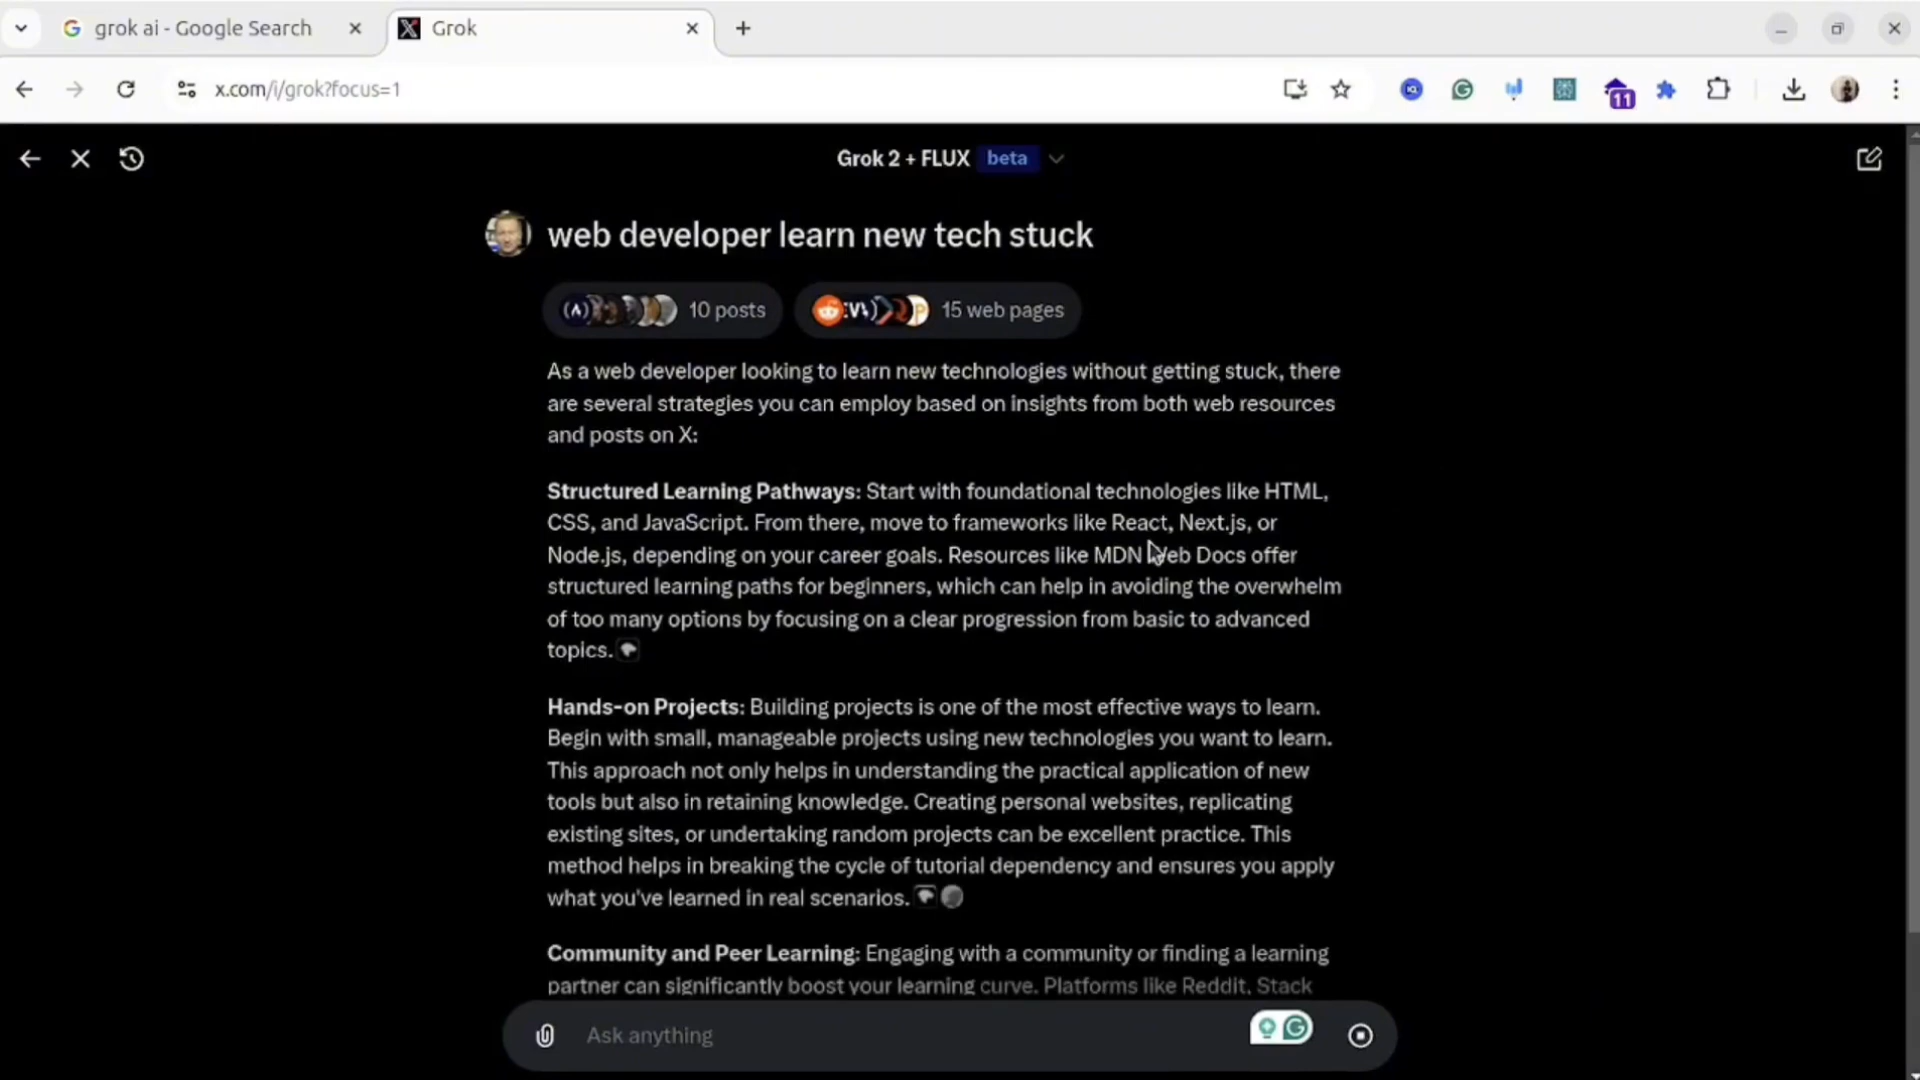 grok ai - Google Search
Grok
x.com/i/grok?focus=1
11
Grok 2 + FLUX beta
web developer learn new tech stuck
10 posts
15 web pages
As a web developer looking to learn new technologies without getting stuck, there
are several strategies you can employ based on insights from both web resources
and posts on X:
Structured Learning Pathways: Start with foundational technologies like HTML,
CSS, and JavaScript. From there, move to frameworks like React, Next.js, or
Node.js, depending on your career goals. Resources like MDN Web Docs offer
structured learning paths for beginners, which can help in avoiding the overwhelm
of too many options by focusing on a clear progression from basic to advanced
topics.
Hands-on Projects: Building projects is one of the most effective ways to learn.
Begin with small, manageable projects using new technologies you want to learn.
This approach not only helps in understanding the practical application of new
tools but also in retaining knowledge. Creating personal websites, replicating
existing sites, or undertaking random projects can be excellent practice. This
method helps in breaking the cycle of tutorial dependency and ensures you apply
what you've learned in real scenarios.
Community and Peer Learning: Engaging with a community or finding a learning
partner can significantly boost your learning curve. Platforms like Reddit, Stack
Ask anything